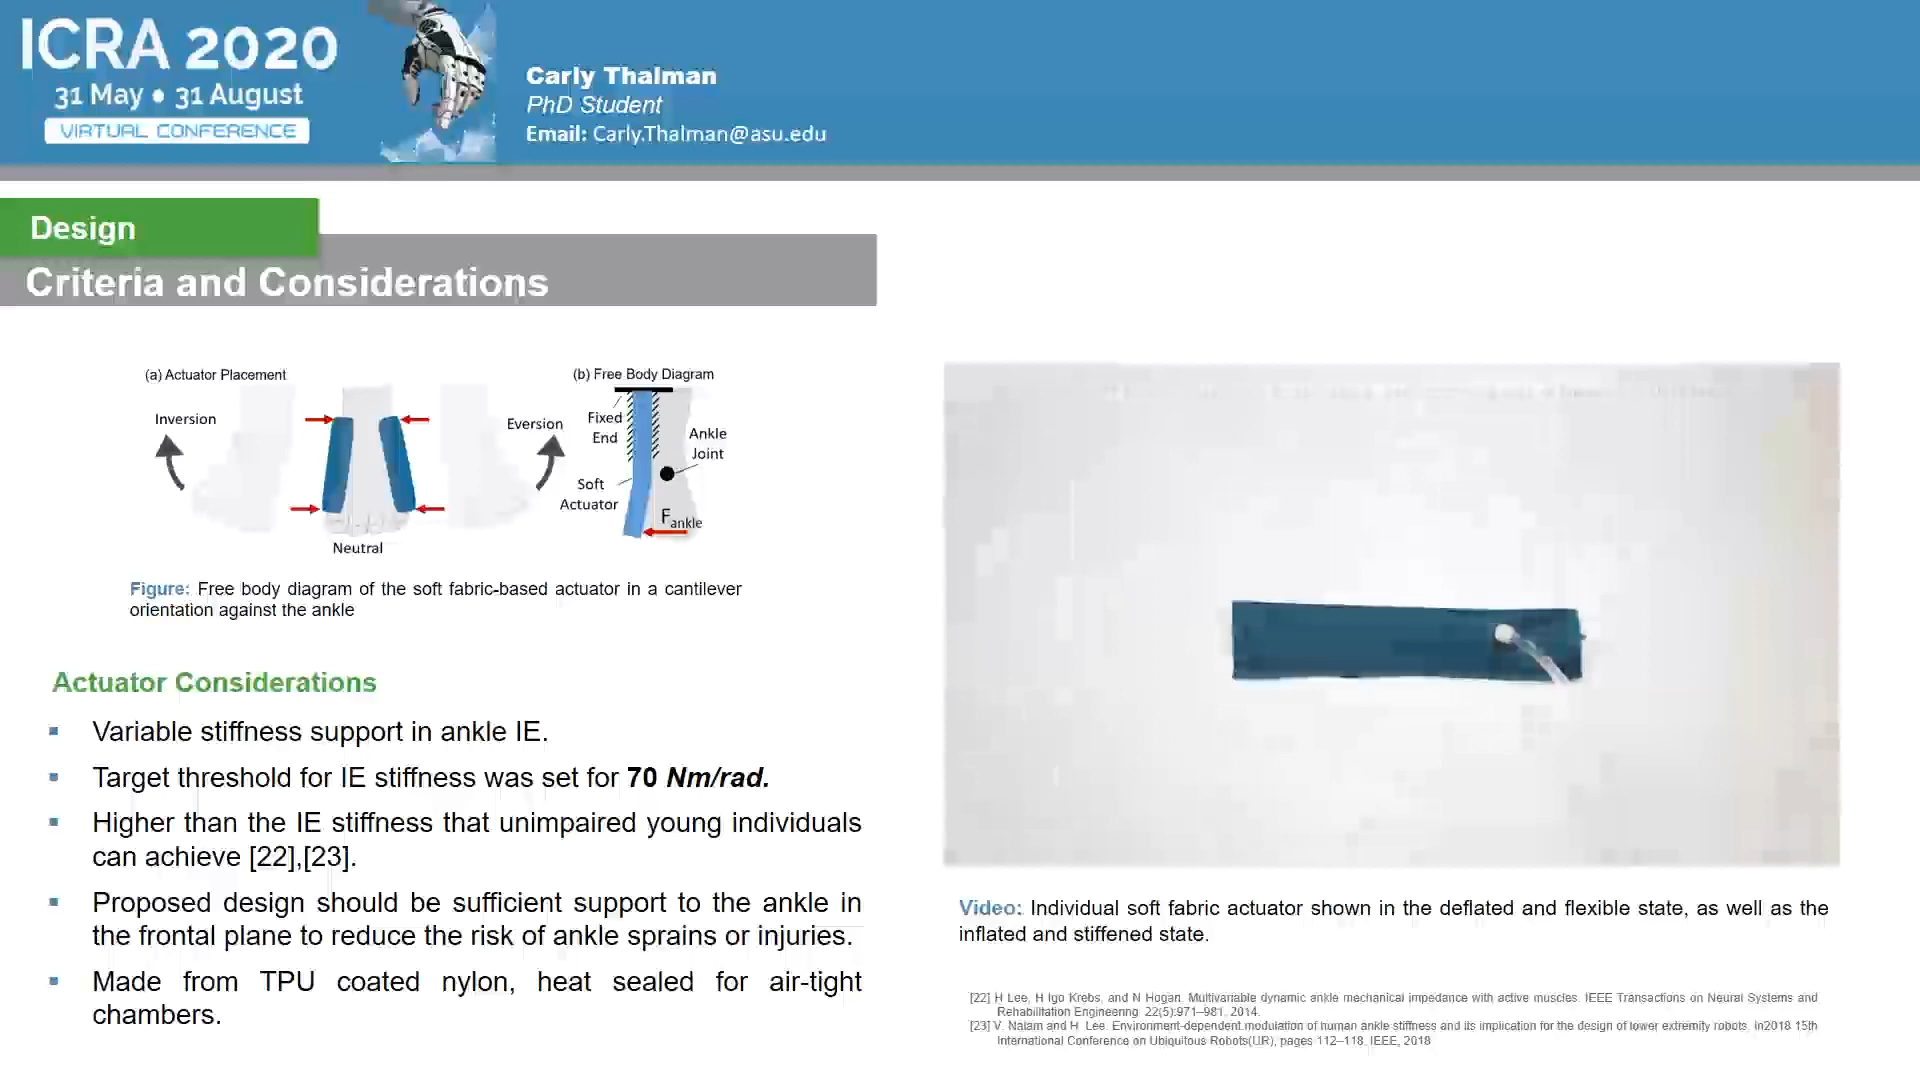 ICRA 2020
31 May • 31 August
VIRTUAL CONFERENCE
Carly Thalman
PhD Student
Email: Carly.Thalman@asu.edu
Design
Criteria and Considerations
(a) Actuator Placement
Inversion
Eversion
Neutral
(b) Free Body Diagram
Fixed
End
Ankle
Joint
Soft
Actuator
Fankle
Figure: Free body diagram of the soft fabric-based actuator in a cantilever
orientation against the ankle
Actuator Considerations
▪ Variable stiffness support in ankle IE.
▪ Target threshold for IE stiffness was set for 70 Nm/rad.
▪ Higher than the IE stiffness that unimpaired young individuals
can achieve [22],[23].
▪ Proposed design should be sufficient support to the ankle in
the frontal plane to reduce the risk of ankle sprains or injuries.
▪ Made from TPU coated nylon, heat sealed for air-tight
chambers.
Video: Individual soft fabric actuator shown in the deflated and flexible state, as well as the
inflated and stiffened state.
[22] H Lee, H Igo Krebs, and N Hogan. Multivariable dynamic ankle mechanical impedance with active muscles. IEEE Transactions on Neural Systems and
Rehabilitation Engineering, 22(5):971–981, 2014.
[23] V. Nalam and H. Lee. Environment-dependent modulation of human ankle stiffness and its implication for the design of lower extremity robots. In2018 15th
International Conference on Ubiquitous Robots(UR), pages 112–118. IEEE, 2018